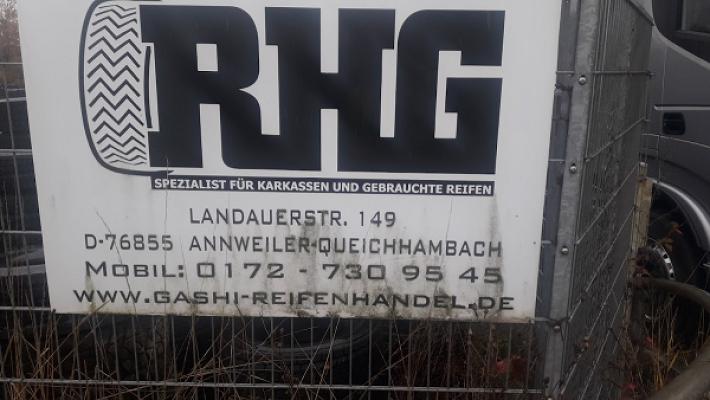 RHG
SPEZIALIST FÜR KARKASSEN UND GEBRAUCHTE REIFEN
LANDAUERSTR. 149
D-76855 ANNWEILER-QUEICHHAMBACH
MOBIL: 0172 - 730 95 45
WWW.GASHI-REIFENHANDEL.DE